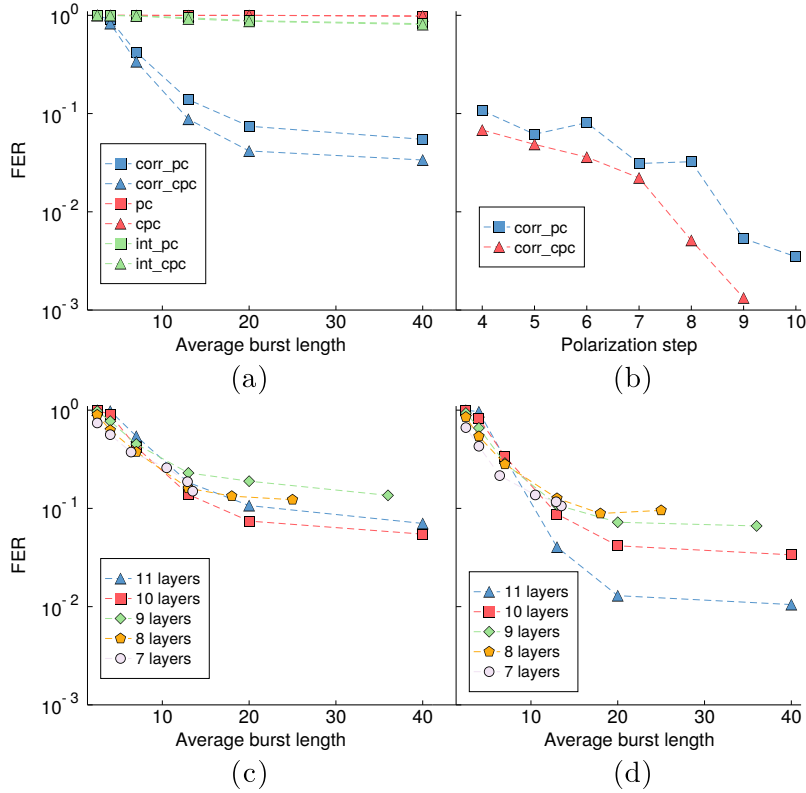 FER
10^0
10^-1
10^-2
10^-3
corr_pc
corr_cpc
pc
cpc
int_pc
int_cpc
10 20 30 40
Average burst length
(a)
corr_pc
corr_cpc
4 5 6 7 8 9 10
Polarization step
(b)
FER
10^0
10^-1
10^-2
10^-3
11 layers
10 layers
9 layers
8 layers
7 layers
10 20 30 40
Average burst length
(c)
11 layers
10 layers
9 layers
8 layers
7 layers
10 20 30 40
Average burst length
(d)